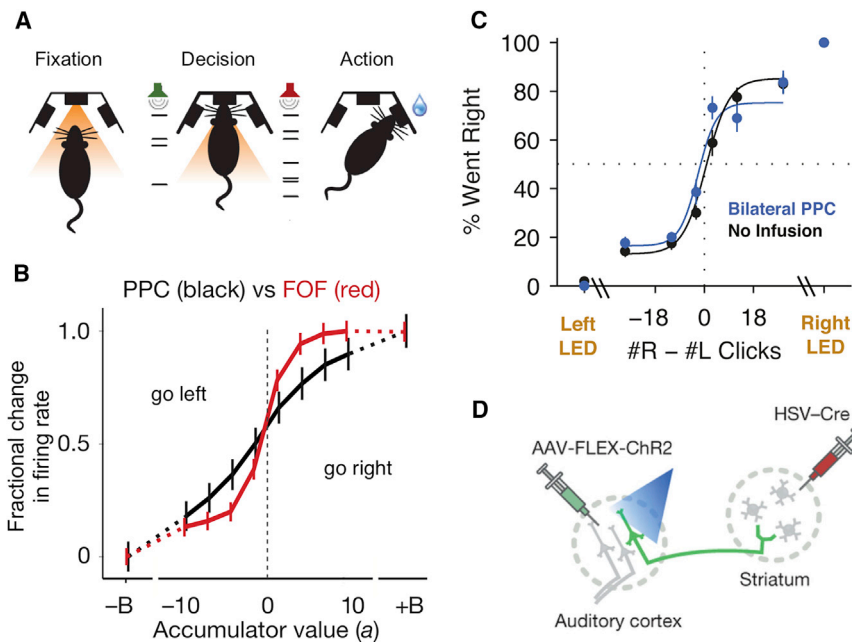 A
Fixation
Decision
Action
B
PPC (black) vs FOF (red)
Fractional change
in firing rate
1.0
0.5
0
go left
go right
−B
−10
0
10
+B
Accumulator value (a)
C
% Went Right
100
80
60
40
20
0
Bilateral PPC
No Infusion
Left
LED
−18
0
18
Right
LED
#R − #L Clicks
D
HSV–Cre
AAV-FLEX-ChR2
Striatum
Auditory cortex